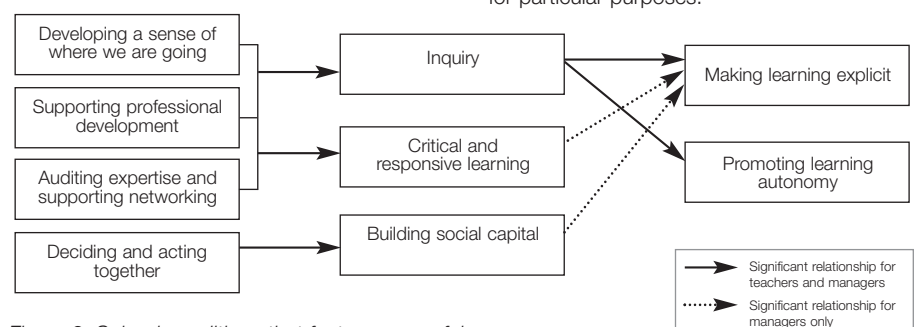 for particular purposes.
Developing a sense of
where we are going
Supporting professional
development
Auditing expertise and
supporting networking
Deciding and acting
together
Inquiry
Critical and
responsive learning
Building social capital
Making learning explicit
Promoting learning
autonomy
Significant relationship for
teachers and managers
Significant relationship for
managers only